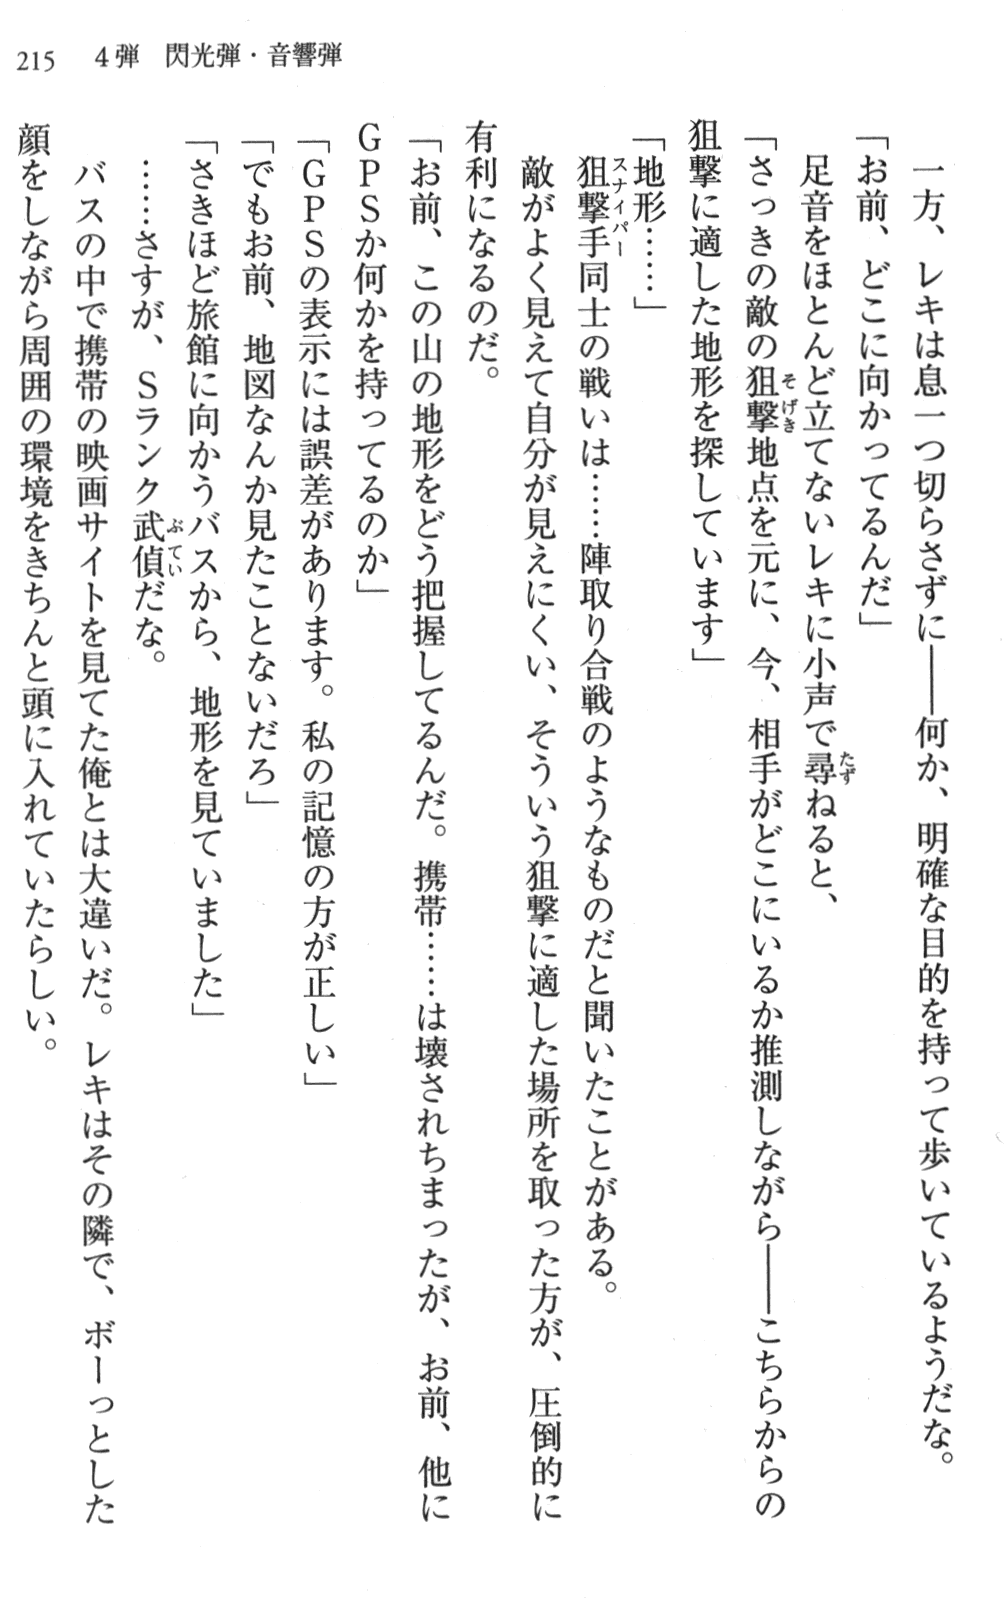 215　４弾　閃光弾・音響弾
　一方、レキは息一つ切らさずに――何か、明確な目的を持って歩いているようだな。
「お前、どこに向かってるんだ」
　足音をほとんど立てないレキに小声で尋ねると、
「さっきの敵の狙撃地点を元に、今、相手がどこにいるか推測しながら――こちらからの
狙撃に適した地形を探しています」
「地形……」
　狙撃手同士の戦いは……陣取り合戦のようなものだと聞いたことがある。
　敵がよく見えて自分が見えにくい、そういう狙撃に適した場所を取った方が、圧倒的に
有利になるのだ。
「お前、この山の地形をどう把握してるんだ。携帯……は壊されちまったが、お前、他に
ＧＰＳか何かを持ってるのか」
「ＧＰＳの表示には誤差があります。私の記憶の方が正しい」
「でもお前、地図なんか見たことないだろ」
「さきほど旅館に向かうバスから、地形を見ていました」
　……さすが、Ｓランク武偵だな。
　バスの中で携帯の映画サイトを見てた俺とは大違いだ。レキはその隣で、ボーっとした
顔をしながら周囲の環境をきちんと頭に入れていたらしい。